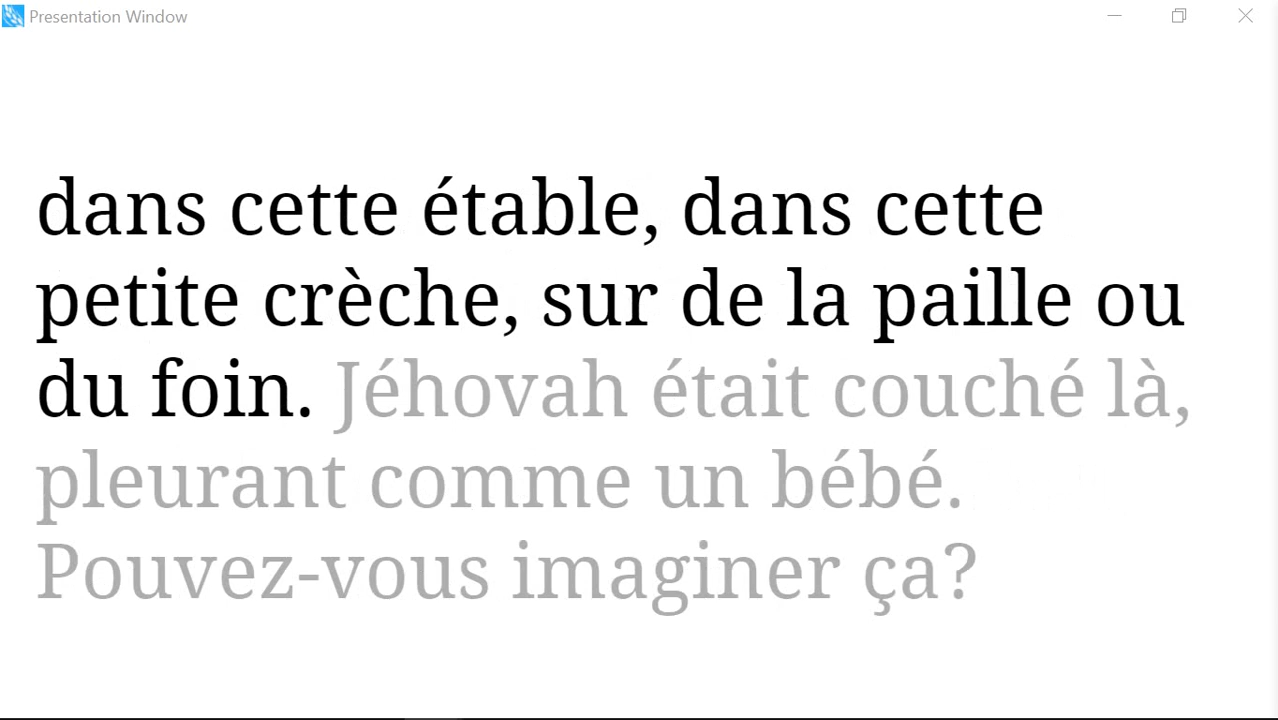 Presentation Window
dans cette étable, dans cette
petite crèche, sur de la paille ou
du foin. Jéhovah était couché là,
pleurant comme un bébé.
Pouvez-vous imaginer ça?